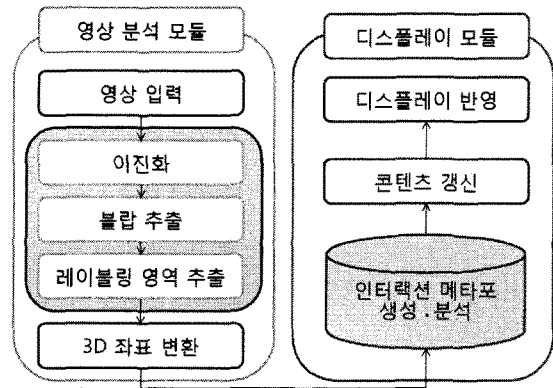 영상 분석 모듈
영상 입력
이진화
블랍 추출
레이블링 영역 추출
3D 좌표 변환
디스플레이 모듈
디스플레이 반영
콘텐츠 갱신
인터랙션 메타포
생성 . 분석